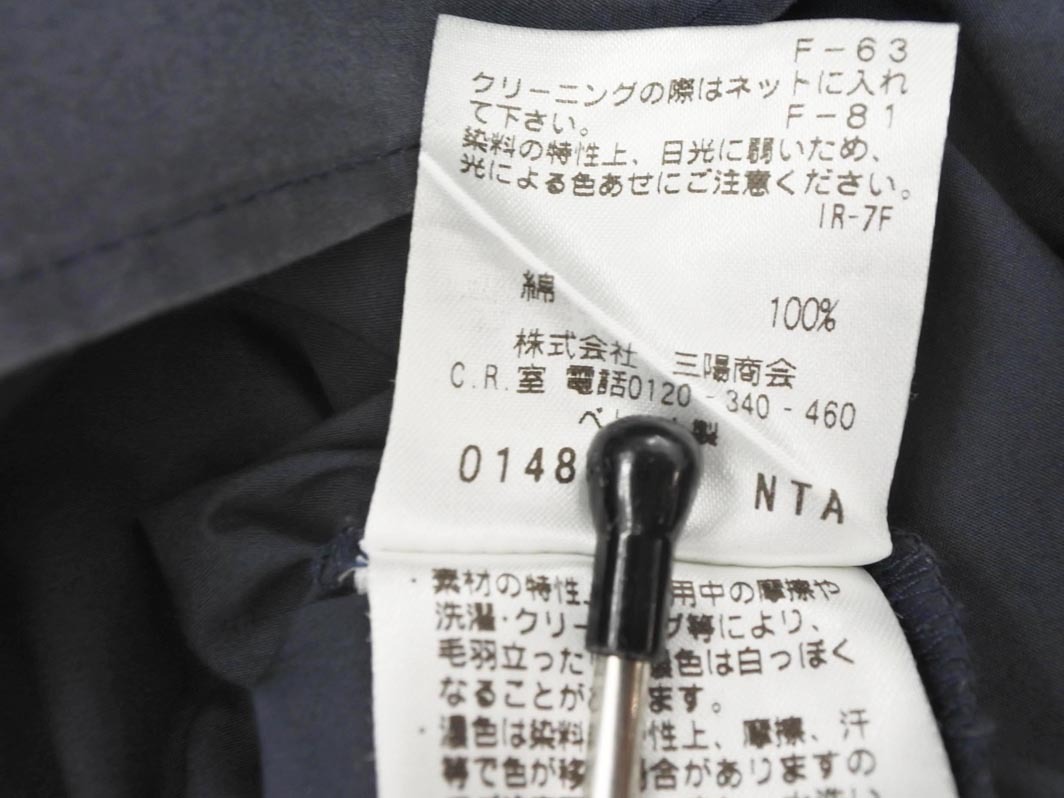 F-63
クリーニングの際はネットに入れ
て下さい。 F-81
染料の特性上、日光に弱いため、
光による色あせにご注意ください。
IR-7F
綿 100%
株式会社 三陽商会
C.R.室 電話0120-340-460
製
0148 NTA
・素材の特性 用中の摩擦や
洗濯・クリー グ等により、
毛羽立った 濃色は白っぽく
なることが ます。
・濃色は染料 性上、摩擦、汗
等で色が移 場合がありますの